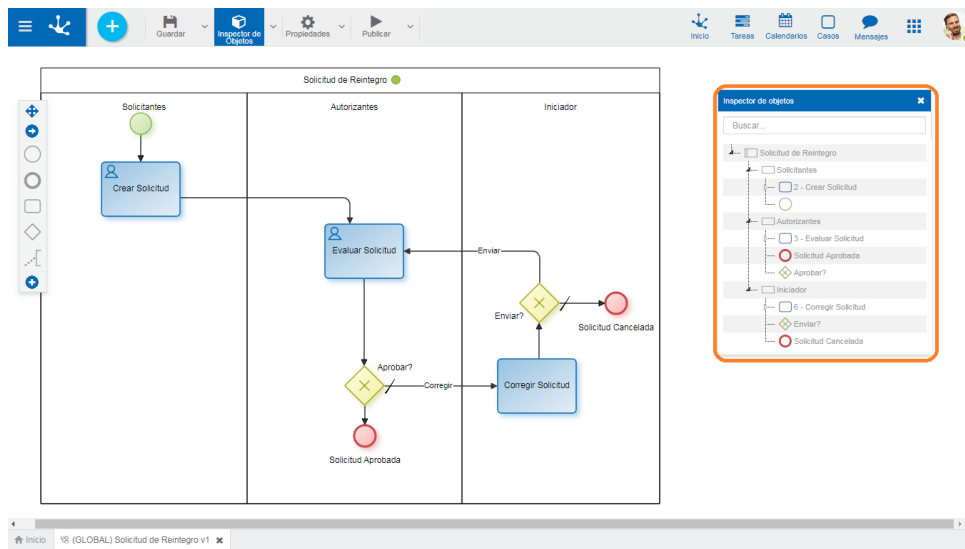 Guardar
Inspector de
Objetos
Propiedades
Publicar
Inicio
Tareas
Calendarios
Casos
Mensajes
Solicitud de Reintegro
Solicitantes
Autorizantes
Iniciador
Crear Solicitud
Evaluar Solicitud
Enviar
Enviar?
Solicitud Cancelada
Aprobar?
Corregir
Corregir Solicitud
Solicitud Aprobada
Inspector de objetos
Buscar...
Solicitud de Reintegro
Solicitantes
2 - Crear Solicitud
Autorizantes
3 - Evaluar Solicitud
Solicitud Aprobada
Aprobar?
Iniciador
6 - Corregir Solicitud
Enviar?
Solicitud Cancelada
Inicio
(GLOBAL) Solicitud de Reintegro v1